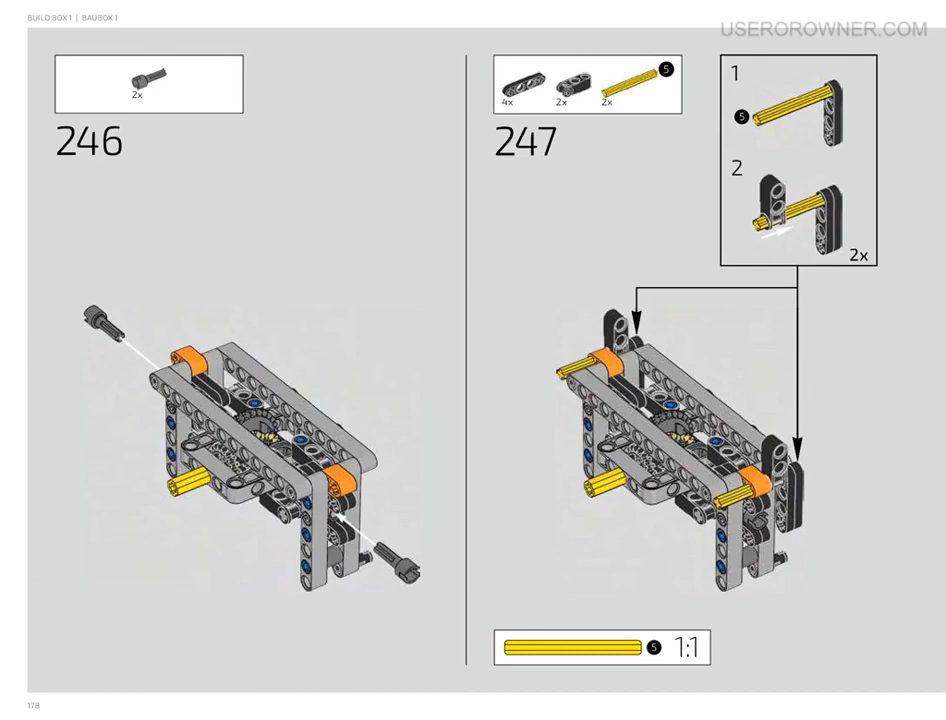 BUILD BOX 1 | BAUBOX 1
USEROROWNER.COM
2x
246
4x
2x
2x
5
247
1
5
2
2x
5
1:1
178